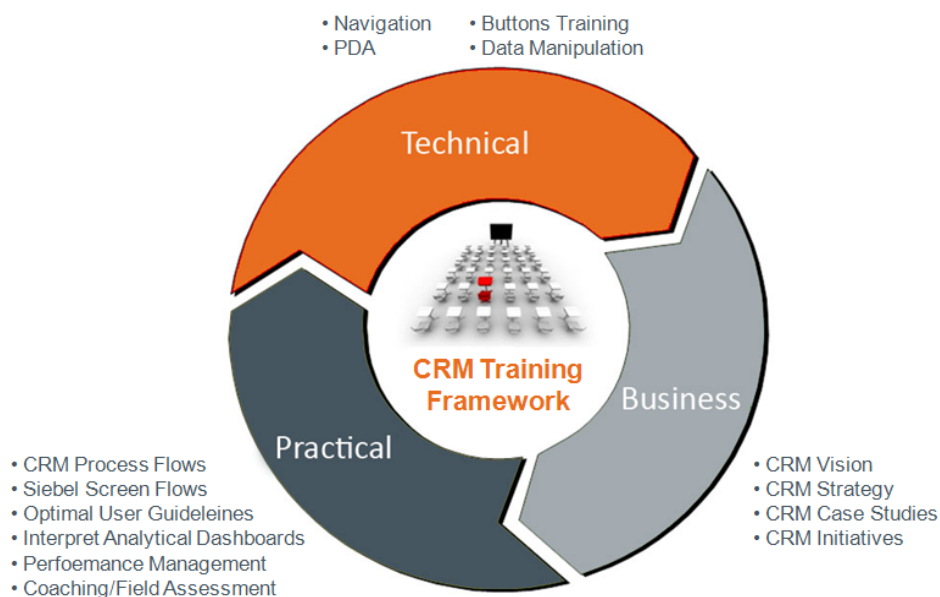 • Navigation
• PDA
• Buttons Training
• Data Manipulation
Technical
CRM Training
Framework
Business
Practical
• CRM Process Flows
• Siebel Screen Flows
• Optimal User Guideleines
• Interpret Analytical Dashboards
• Perfoemance Management
• Coaching/Field Assessment
• CRM Vision
• CRM Strategy
• CRM Case Studies
• CRM Initiatives